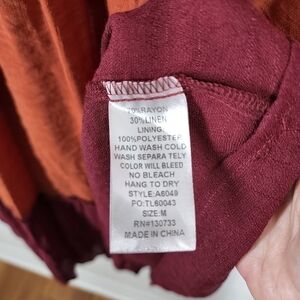 70%RAYON
30%LINEN
LINING:
100%POLYESTER
HAND WASH COLD
WASH SEPARA TELY
COLOR WILL BLEED
NO BLEACH
HANG TO DRY
STYLE:A6049
PO:TL60043
SIZE:M
RN#130733
MADE IN CHINA